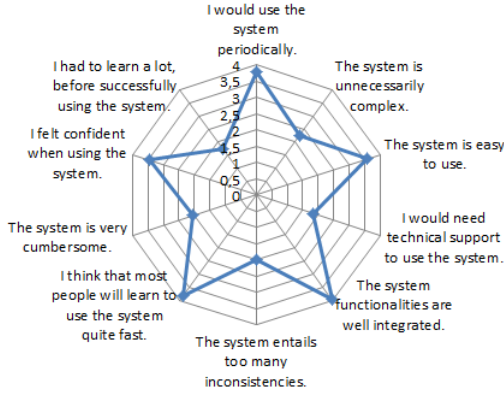 I would use the
system
periodically.
The system is
unnecessarily
complex.
The system is easy
to use.
I would need
technical support
to use the system.
The system
functionalities are
well integrated.
The system entails
too many
inconsistencies.
I think that most
people will learn to
use the system
quite fast.
The system is very
cumbersome.
I felt confident
when using the
system.
I had to learn a lot,
before successfully
using the system.
4
3,5
3
2,5
2
1,5
1
0,5
0